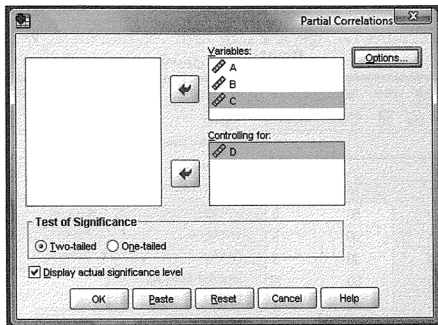 Partial Correlations
Variables:
A
B
C
Options...
Controlling for:
D
Test of Significance
Two-tailed
One-tailed
Display actual significance level
OK
Paste
Reset
Cancel
Help